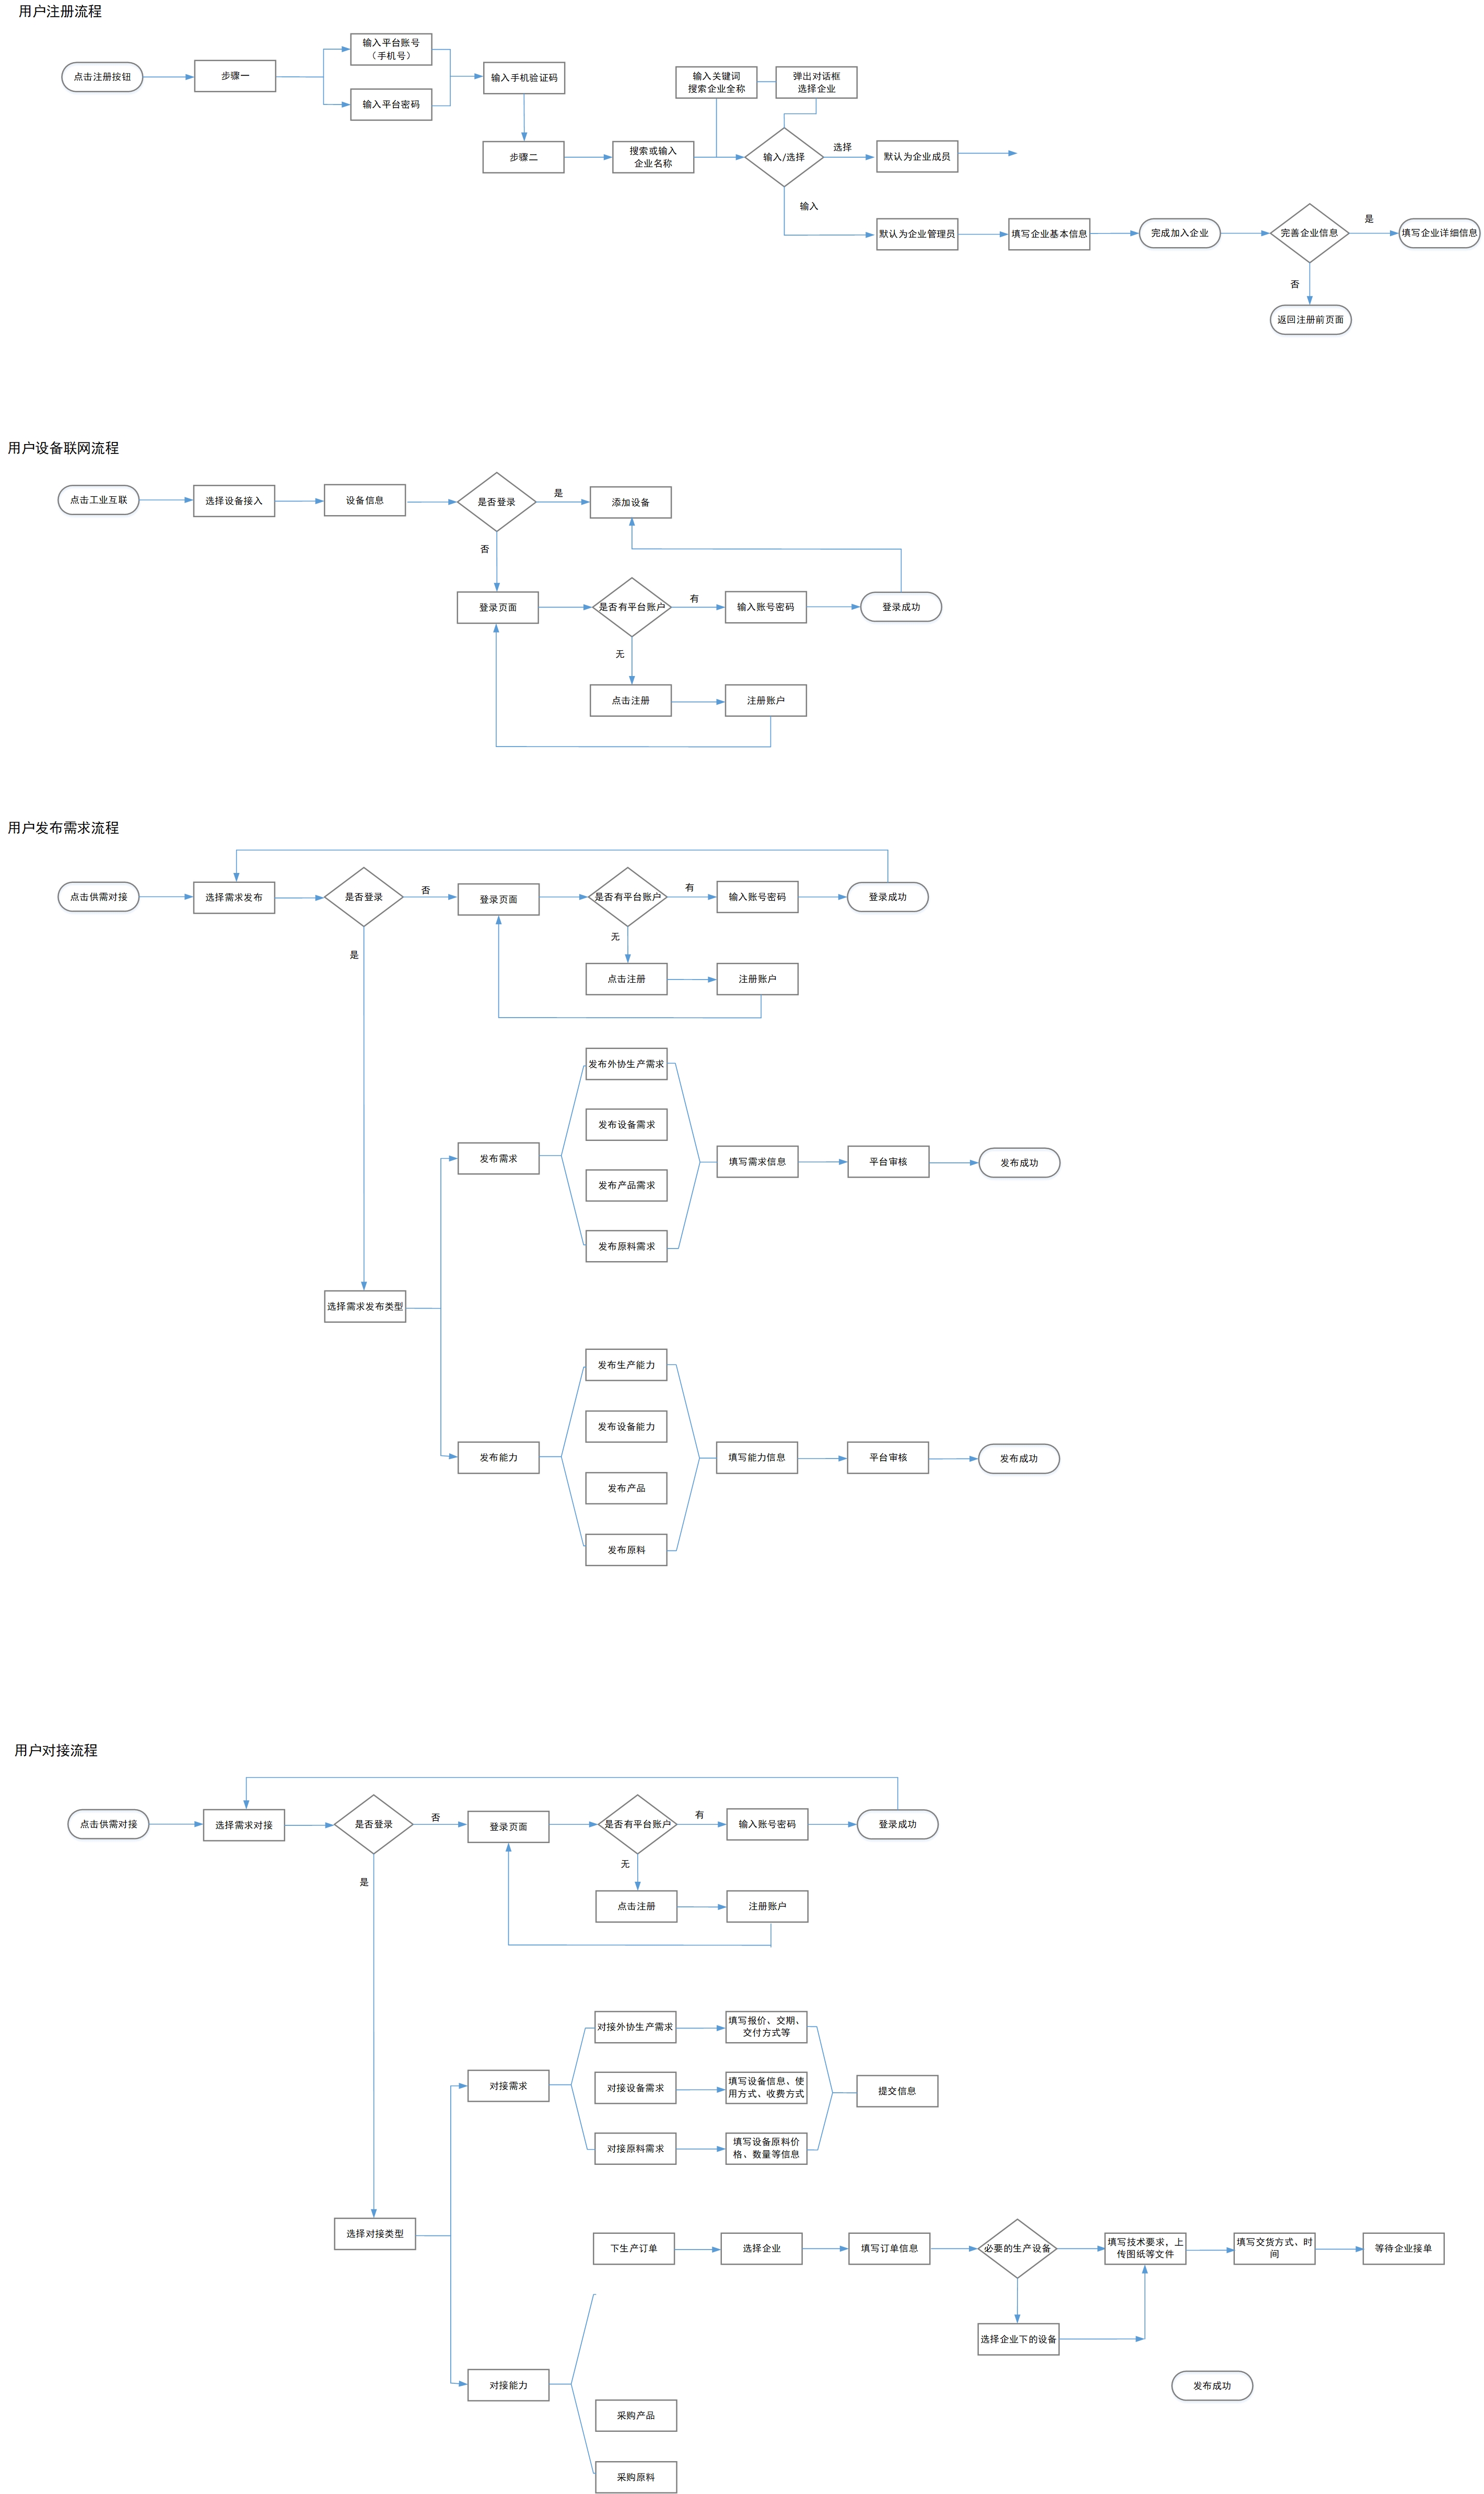 用户注册流程
点击注册按钮
步骤一
输入平台账号
（手机号）
输入平台密码
输入手机验证码
步骤二
搜索或输入
企业名称
输入关键词
搜索企业全称
弹出对话框
选择企业
输入/选择
选择
默认为企业成员
输入
默认为企业管理员
填写企业基本信息
完成加入企业
完善企业信息
是
填写企业详细信息
否
返回注册前页面
用户设备联网流程
点击工业互联
选择设备接入
设备信息
是否登录
是
添加设备
否
登录页面
是否有平台账户
有
输入账号密码
登录成功
无
点击注册
注册账户
用户发布需求流程
点击供需对接
选择需求发布
是否登录
否
登录页面
是否有平台账户
有
输入账号密码
登录成功
无
点击注册
注册账户
是
发布外协生产需求
发布设备需求
发布需求
填写需求信息
平台审核
发布成功
发布产品需求
发布原料需求
选择需求发布类型
发布生产能力
发布设备能力
发布能力
填写能力信息
平台审核
发布成功
发布产品
发布原料
用户对接流程
点击供需对接
选择需求对接
是否登录
否
登录页面
是否有平台账户
有
输入账号密码
登录成功
无
点击注册
注册账户
是
对接外协生产需求
填写报价、交期、
交付方式等
对接需求
对接设备需求
填写设备信息、使
用方式、收费方式
提交信息
对接原料需求
填写设备原料价
格、数量等信息
选择对接类型
下生产订单
选择企业
填写订单信息
必要的生产设备
填写技术要求，上
传图纸等文件
填写交货方式、时
间
等待企业接单
选择企业下的设备
对接能力
发布成功
采购产品
采购原料